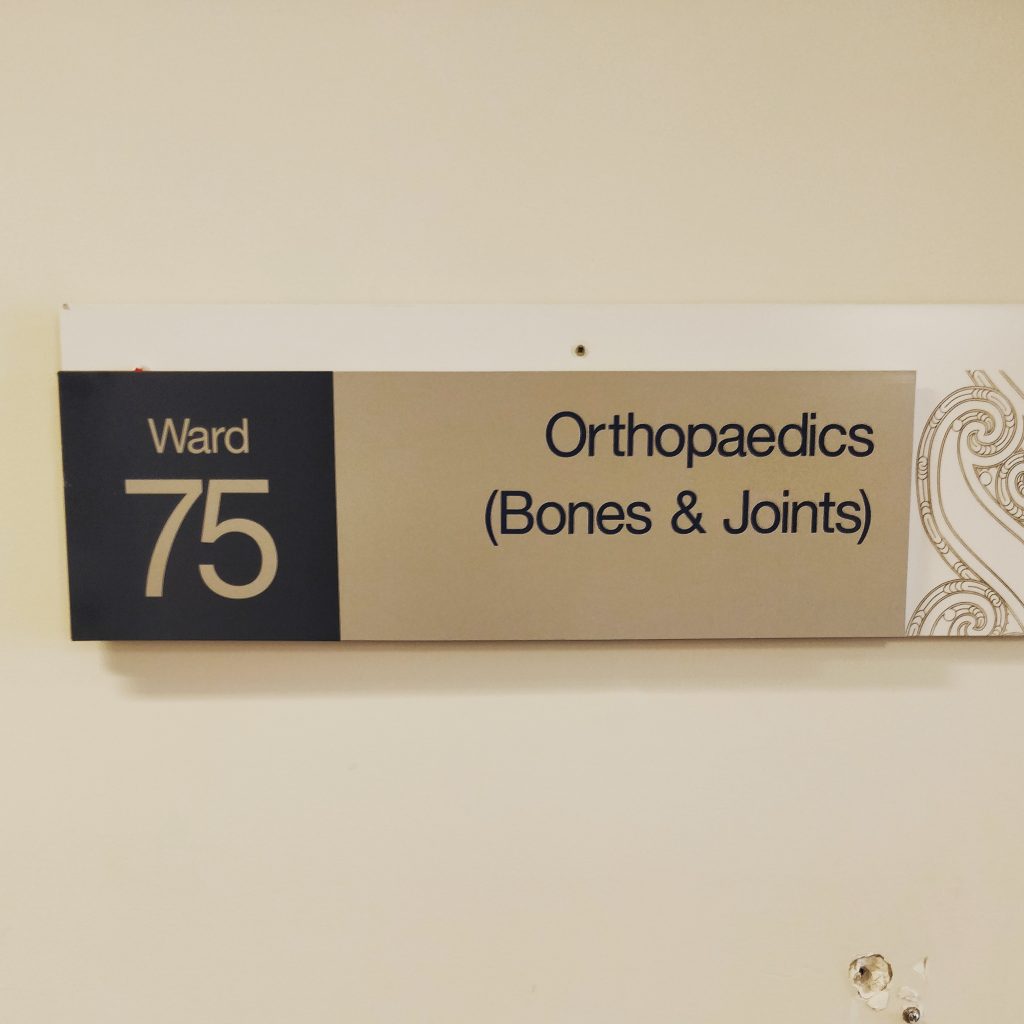 Ward
75
Orthopaedics
(Bones & Joints)